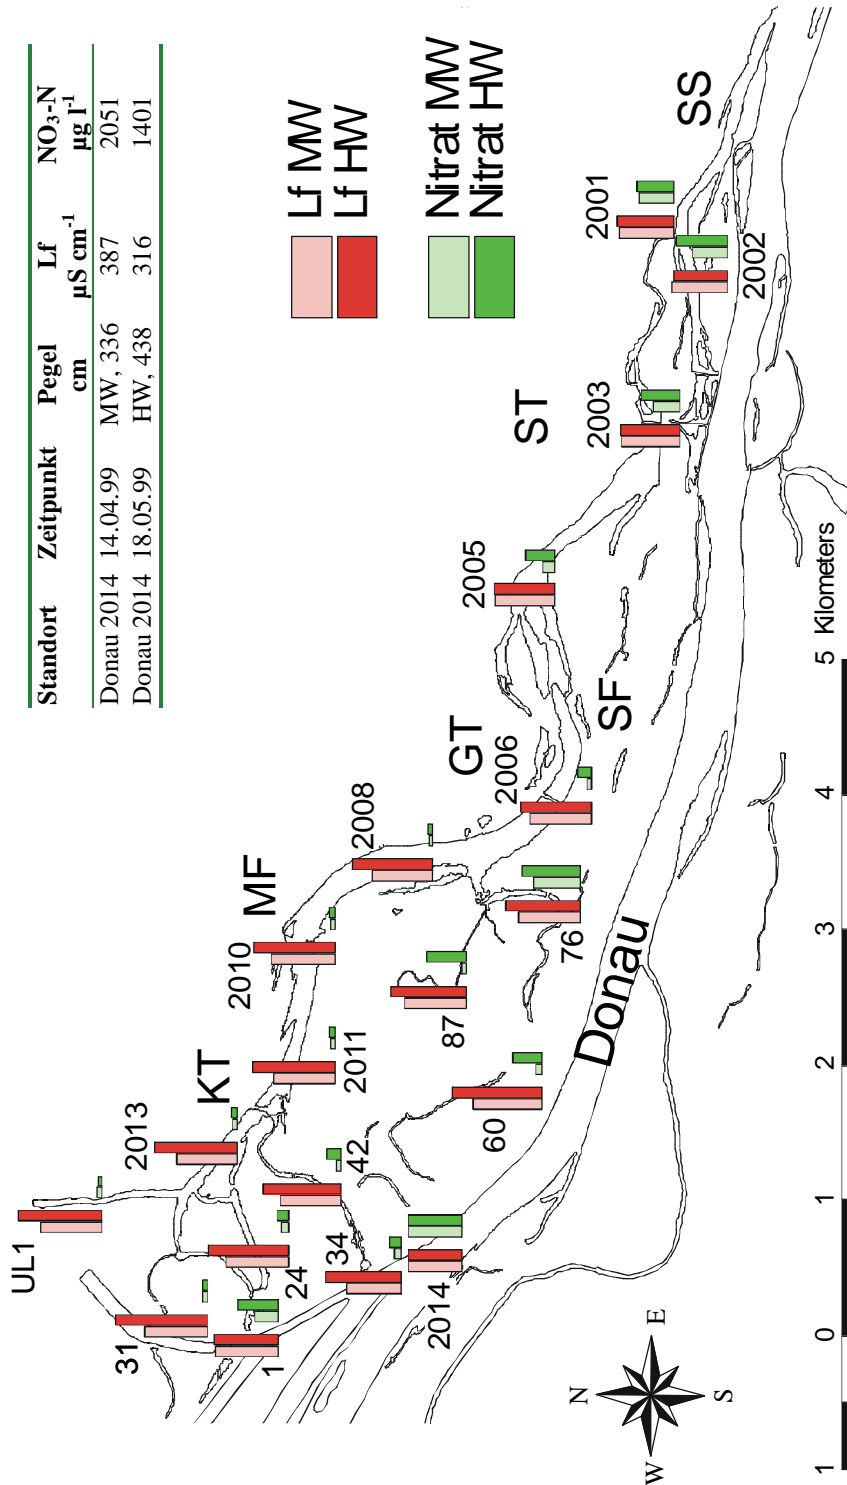 Standort Zeitpunkt Pegel Lf NO₃-N
cm µS cm⁻¹ µg l⁻¹
Donau 2014 14.04.99 MW, 336 387 2051
Donau 2014 18.05.99 HW, 438 316 1401
Lf MW
Lf HW
Nitrat MW
Nitrat HW
UL1
2013
KT
2010
MF
2008
GT
2006
SF
2005
ST
2003
2001
2002
SS
31
1
24
34
42
2011
87
60
76
2014
Donau
N
W
E
S
1 0 1 2 3 4 5 Kilometers